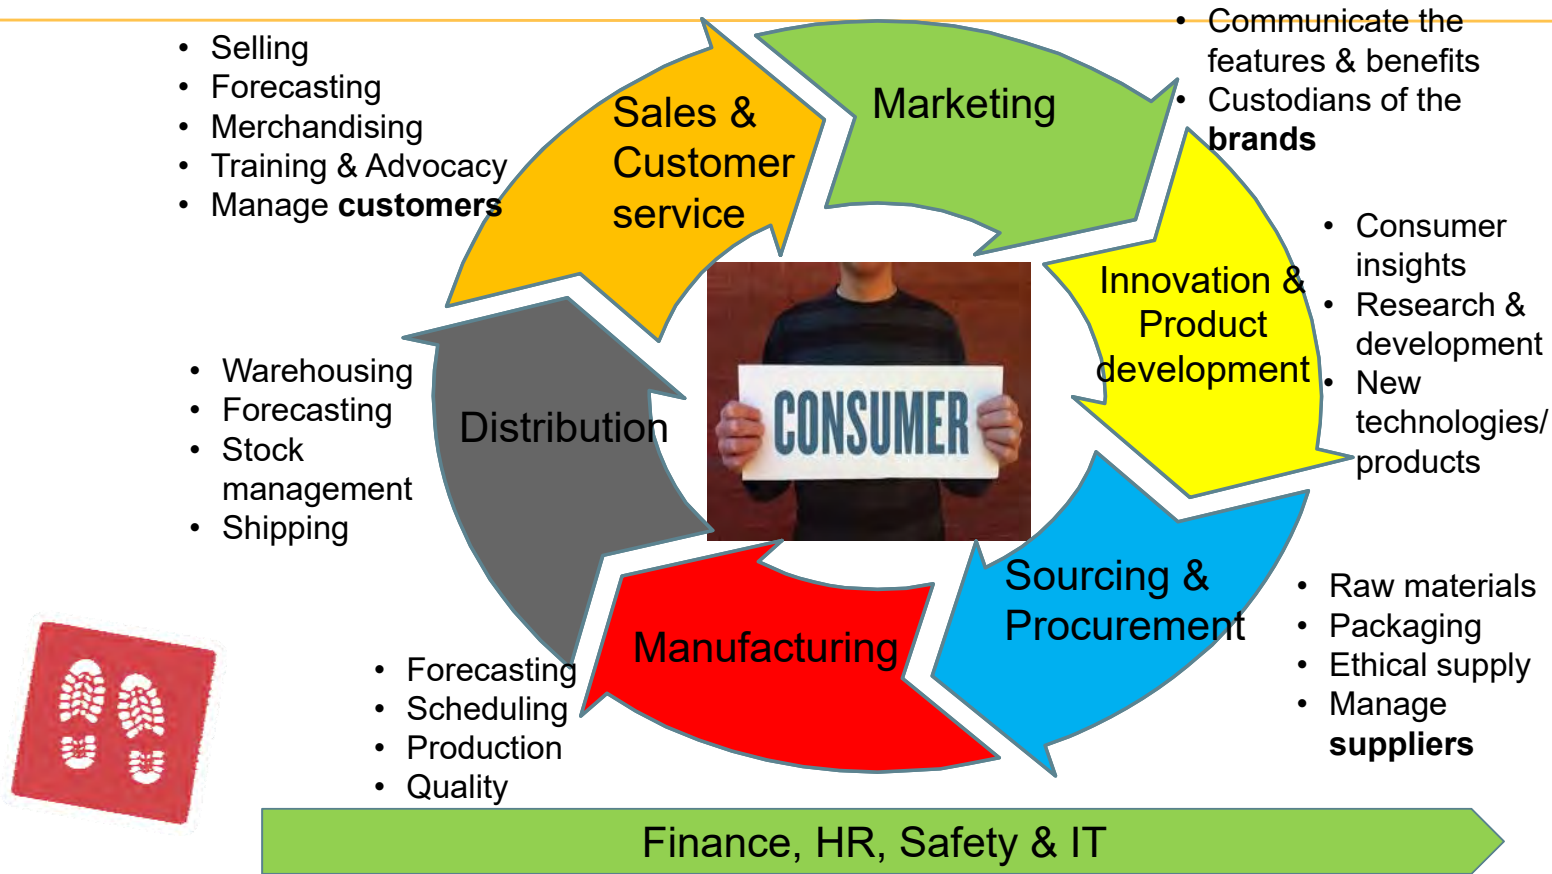 • Selling
• Forecasting
• Merchandising
• Training & Advocacy
• Manage customers
Sales &
Customer
service
Marketing
• Communicate the
features & benefits
• Custodians of the
brands
Innovation &
Product
development
• Consumer
insights
• Research &
development
• New
technologies/
products
• Warehousing
• Forecasting
• Stock
management
• Shipping
Distribution
CONSUMER
Sourcing &
Procurement
• Raw materials
• Packaging
• Ethical supply
• Manage
suppliers
Manufacturing
• Forecasting
• Scheduling
• Production
• Quality
Finance, HR, Safety & IT